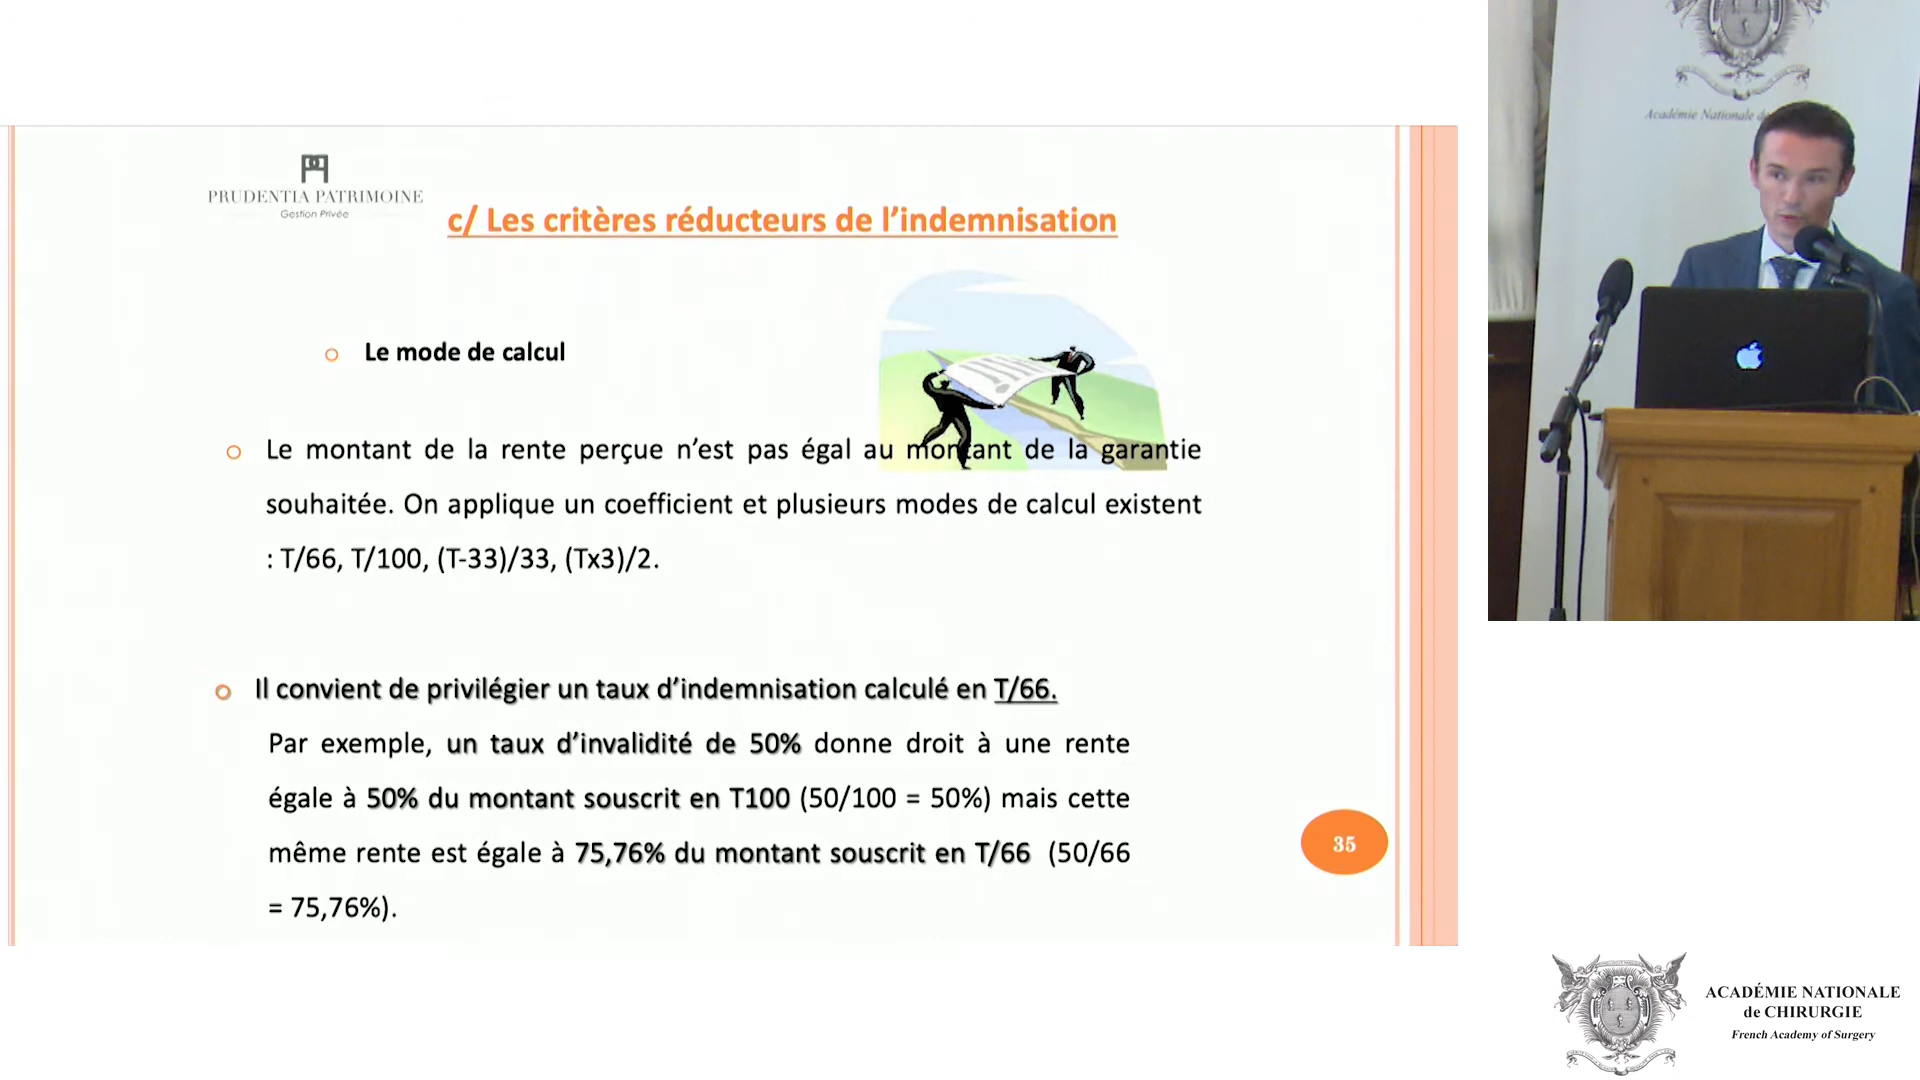 PRUDENTIA PATRIMOINE
Gestion Privée
c/ Les critères réducteurs de l’indemnisation
Le mode de calcul
Le montant de la rente perçue n’est pas égal au montant de la garantie
souhaitée. On applique un coefficient et plusieurs modes de calcul existent
: T/66, T/100, (T-33)/33, (Tx3)/2.
Il convient de privilégier un taux d’indemnisation calculé en T/66.
Par exemple, un taux d’invalidité de 50% donne droit à une rente
égale à 50% du montant souscrit en T100 (50/100 = 50%) mais cette
même rente est égale à 75,76% du montant souscrit en T/66 (50/66
= 75,76%).
35
Académie Nationale de
ACADÉMIE NATIONALE
de CHIRURGIE
French Academy of Surgery